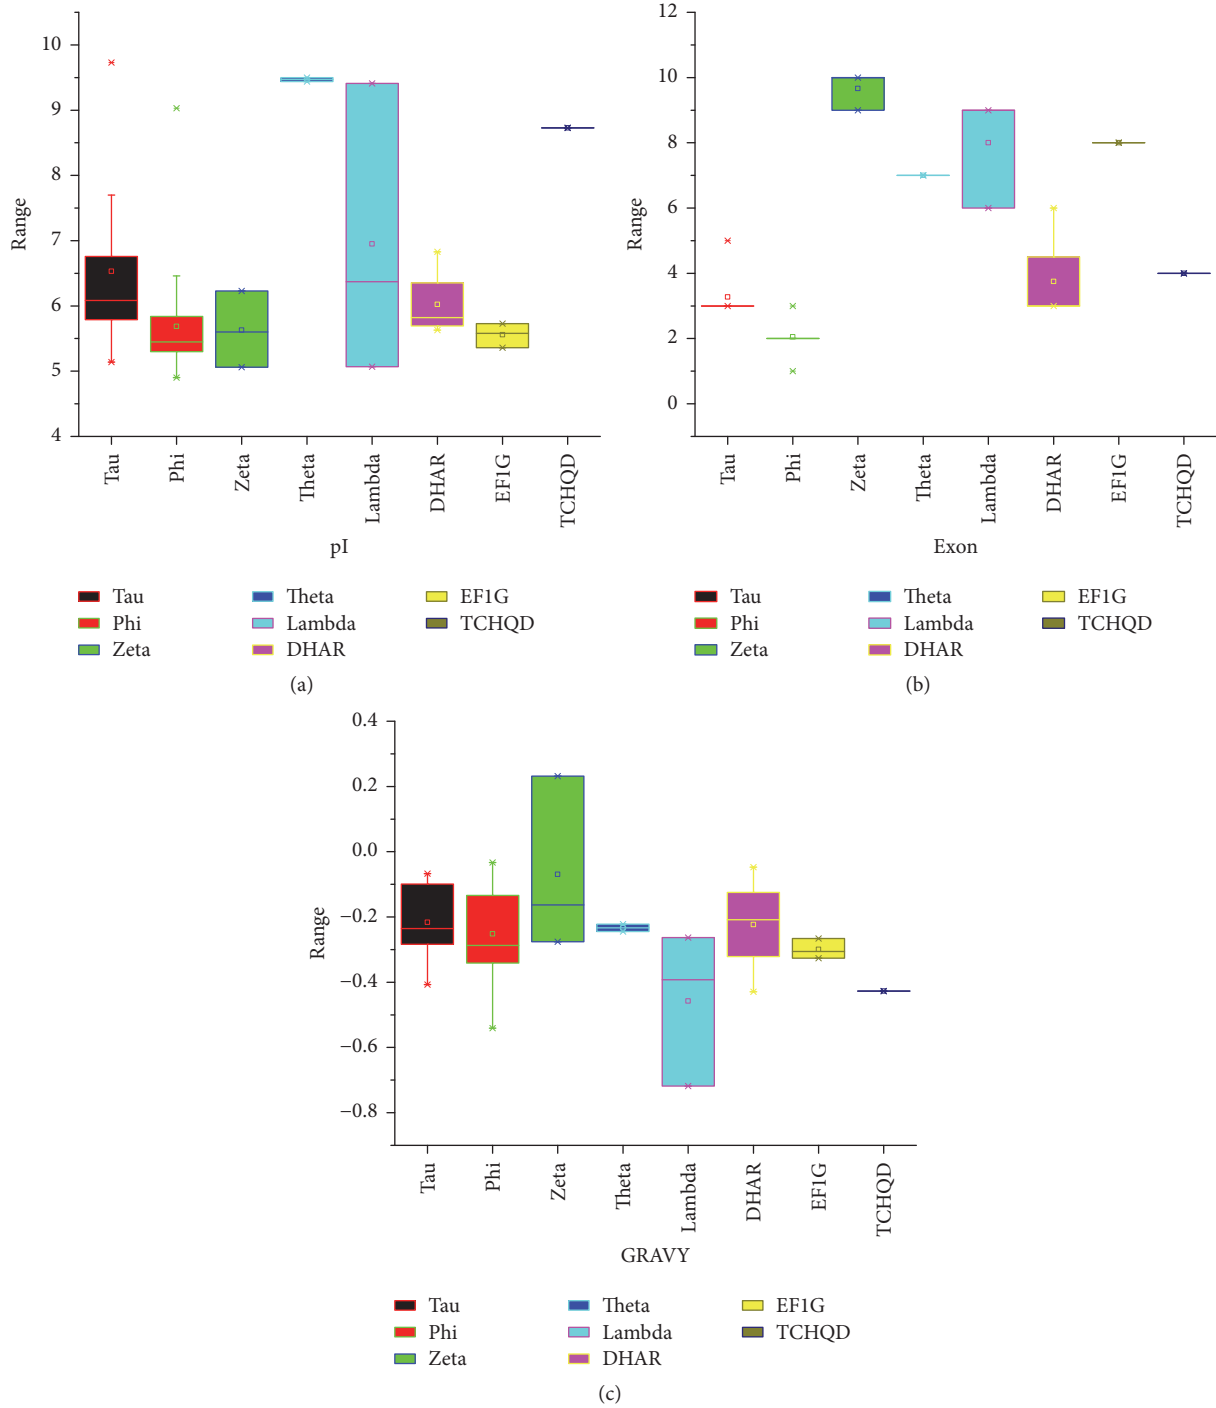 10
9
8
7
6
5
4
Range
Tau
Phi
Zeta
Theta
Lambda
DHAR
EF1G
TCHQD
pI
Tau
Theta
EF1G
Phi
Lambda
TCHQD
Zeta
DHAR
(a)
12
10
8
6
4
2
0
Range
Tau
Phi
Zeta
Theta
Lambda
DHAR
EF1G
TCHQD
Exon
Tau
Theta
EF1G
Phi
Lambda
TCHQD
Zeta
DHAR
(b)
0.4
0.2
0.0
−0.2
−0.4
−0.6
−0.8
Range
Tau
Phi
Zeta
Theta
Lambda
DHAR
EF1G
TCHQD
GRAVY
Tau
Theta
EF1G
Phi
Lambda
TCHQD
Zeta
DHAR
(c)